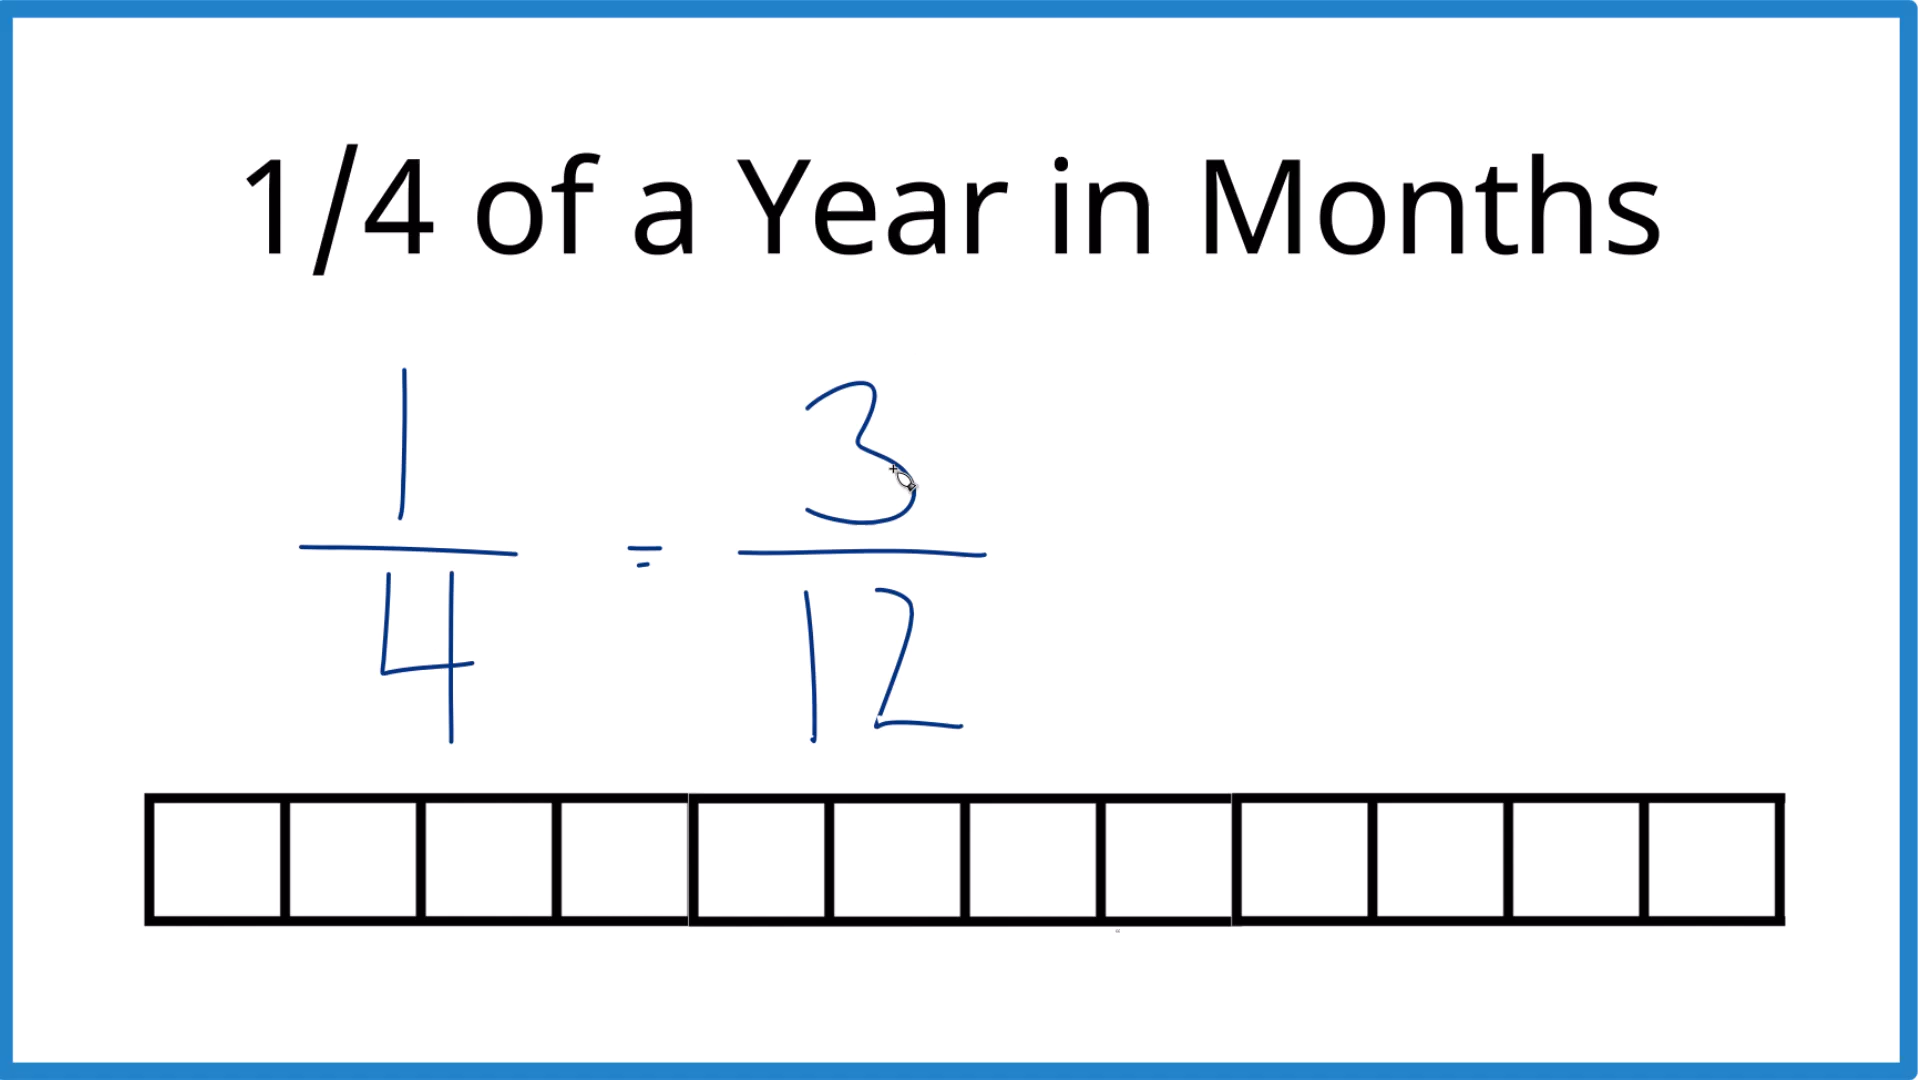 1/4 of a Year in Months
1/4 = 3/12